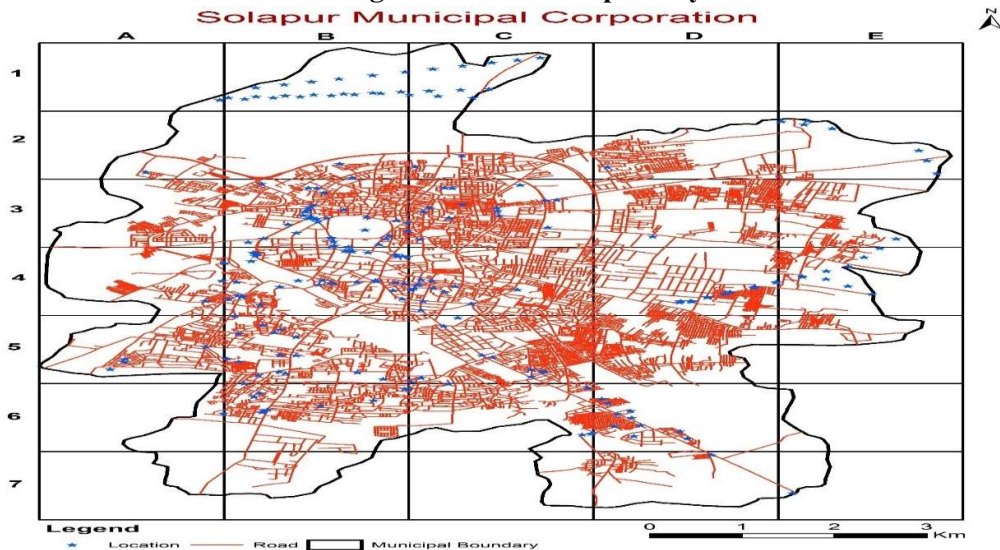 Solapur Municipal Corporation
N
A B C D E
1
2
3
4
5
6
7
Legend
Location Road Municipal Boundary
0 1 2 3
Km